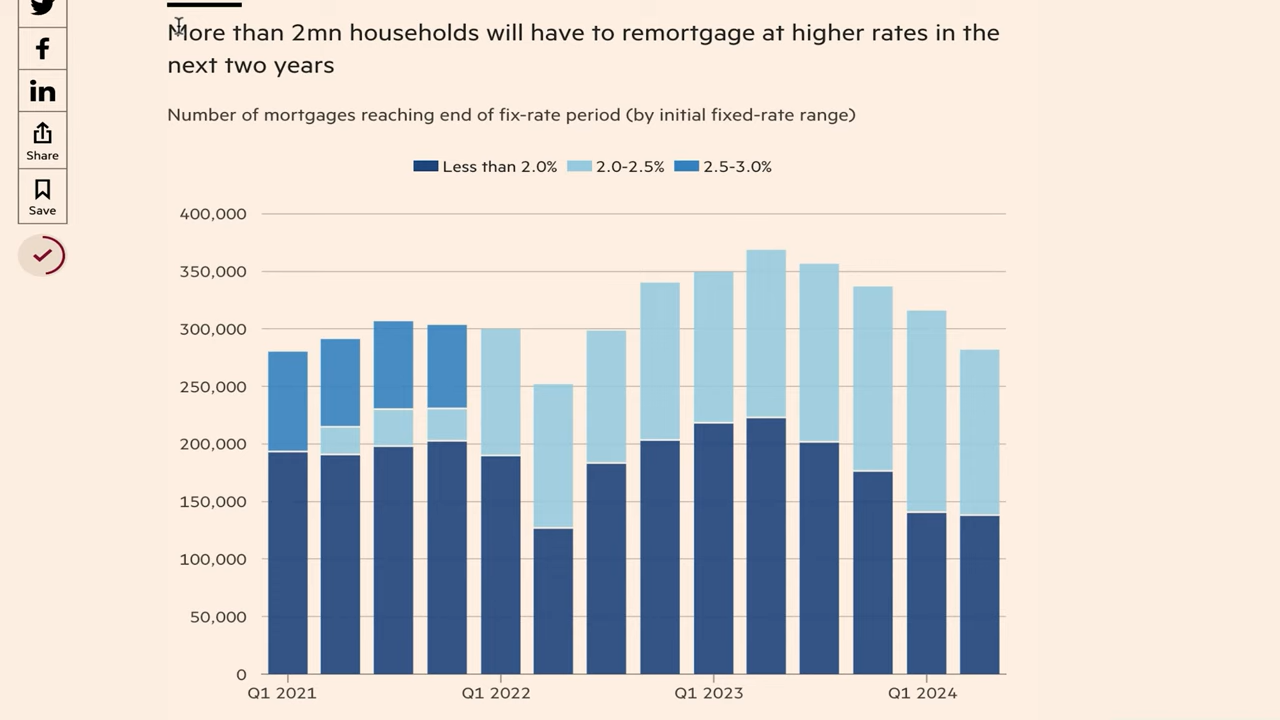 More than 2mn households will have to remortgage at higher rates in the
next two years
Number of mortgages reaching end of fix-rate period (by initial fixed-rate range)
Less than 2.0% 2.0-2.5% 2.5-3.0%
in
Share
Save
400,000
350,000
300,000
250,000
200,000
150,000
100,000
50,000
0
Q1 2021 Q1 2022 Q1 2023 Q1 2024